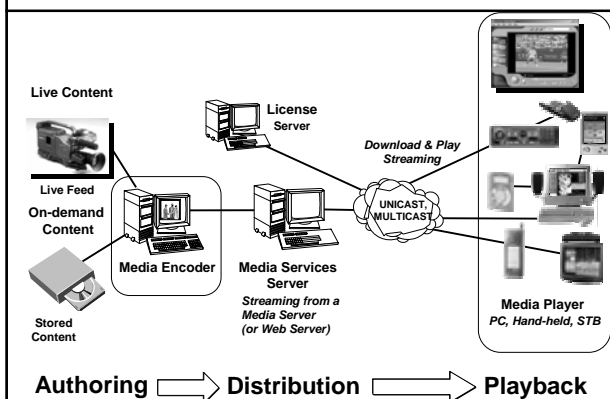 Live Content
License
Server
Download & Play
Streaming
Live Feed
On-demand
Content
UNICAST,
MULTICAST
Media Encoder
Media Services
Server
Streaming from a
Media Server
(or Web Server)
Stored
Content
Media Player
PC, Hand-held, STB
Authoring
Distribution
Playback